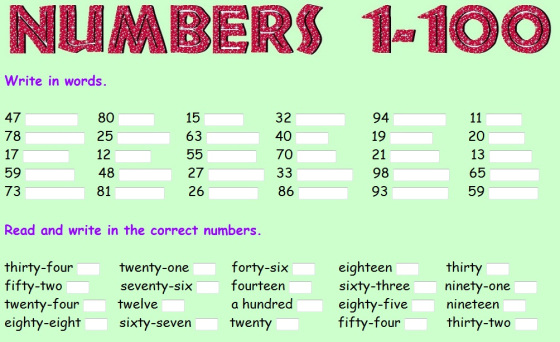 NUMBERS 1-100
Write in words.
47 80 15 32 94 11
78 25 63 40 19 20
17 12 55 70 21 13
59 48 27 33 98 65
73 81 26 86 93 59
Read and write in the correct numbers.
thirty-four twenty-one forty-six eighteen thirty
fifty-two seventy-six fourteen sixty-three ninety-one
twenty-four twelve a hundred eighty-five nineteen
eighty-eight sixty-seven twenty fifty-four thirty-two